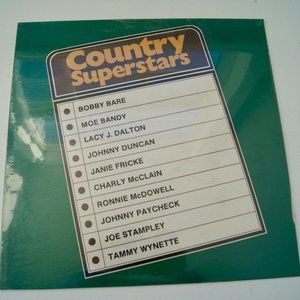 Country
Superstars
BOBBY BARE
MOE BANDY
LACY J. DALTON
JOHNNY DUNCAN
JANIE FRICKE
CHARLY McCLAIN
RONNIE McDOWELL
JOHNNY PAYCHECK
JOE STAMPLEY
TAMMY WYNETTE